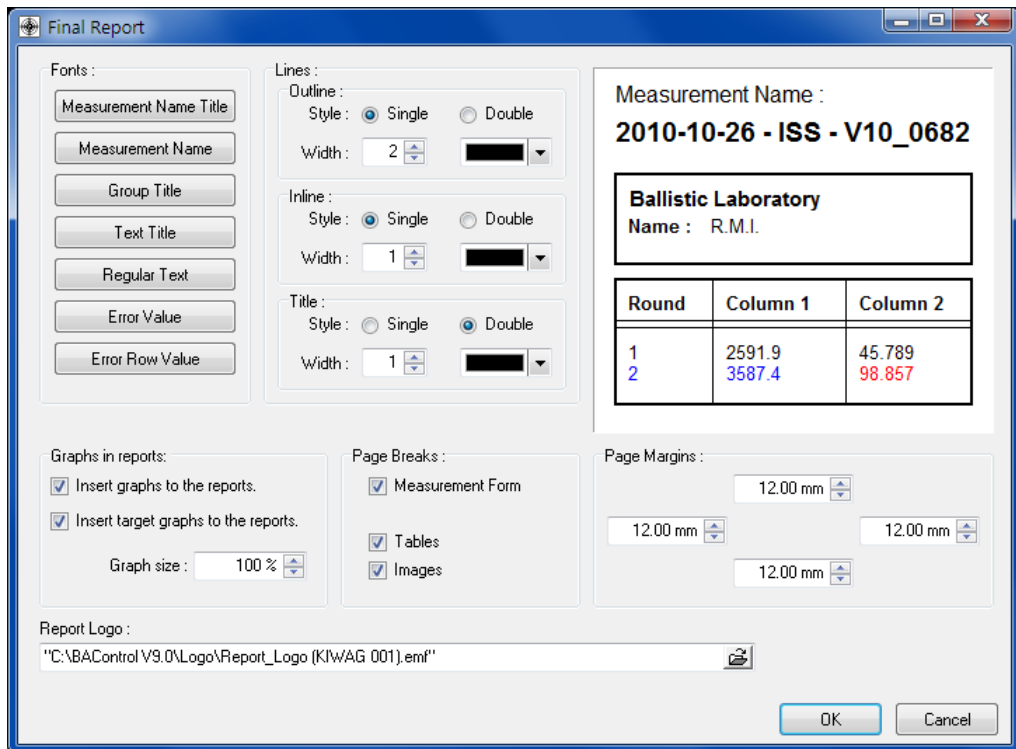 Final Report
Fonts :
Measurement Name Title
Measurement Name
Group Title
Text Title
Regular Text
Error Value
Error Row Value
Lines :
Outline :
Style : Single Double
Width : 2
Inline :
Style : Single Double
Width : 1
Title :
Style : Single Double
Width : 1
Measurement Name :
2010-10-26 - ISS - V10_0682
Ballistic Laboratory
Name : R.M.I.
Round Column 1 Column 2
1 2591.9 45.789
2 3587.4 98.857
Graphs in reports:
Insert graphs to the reports.
Insert target graphs to the reports.
Graph size : 100 %
Page Breaks :
Measurement Form
Tables
Images
Page Margins :
12.00 mm
12.00 mm 12.00 mm
12.00 mm
Report Logo :
"C:\BAControl V9.0\Logo\Report_Logo (KIWAG 001).emf"
OK Cancel